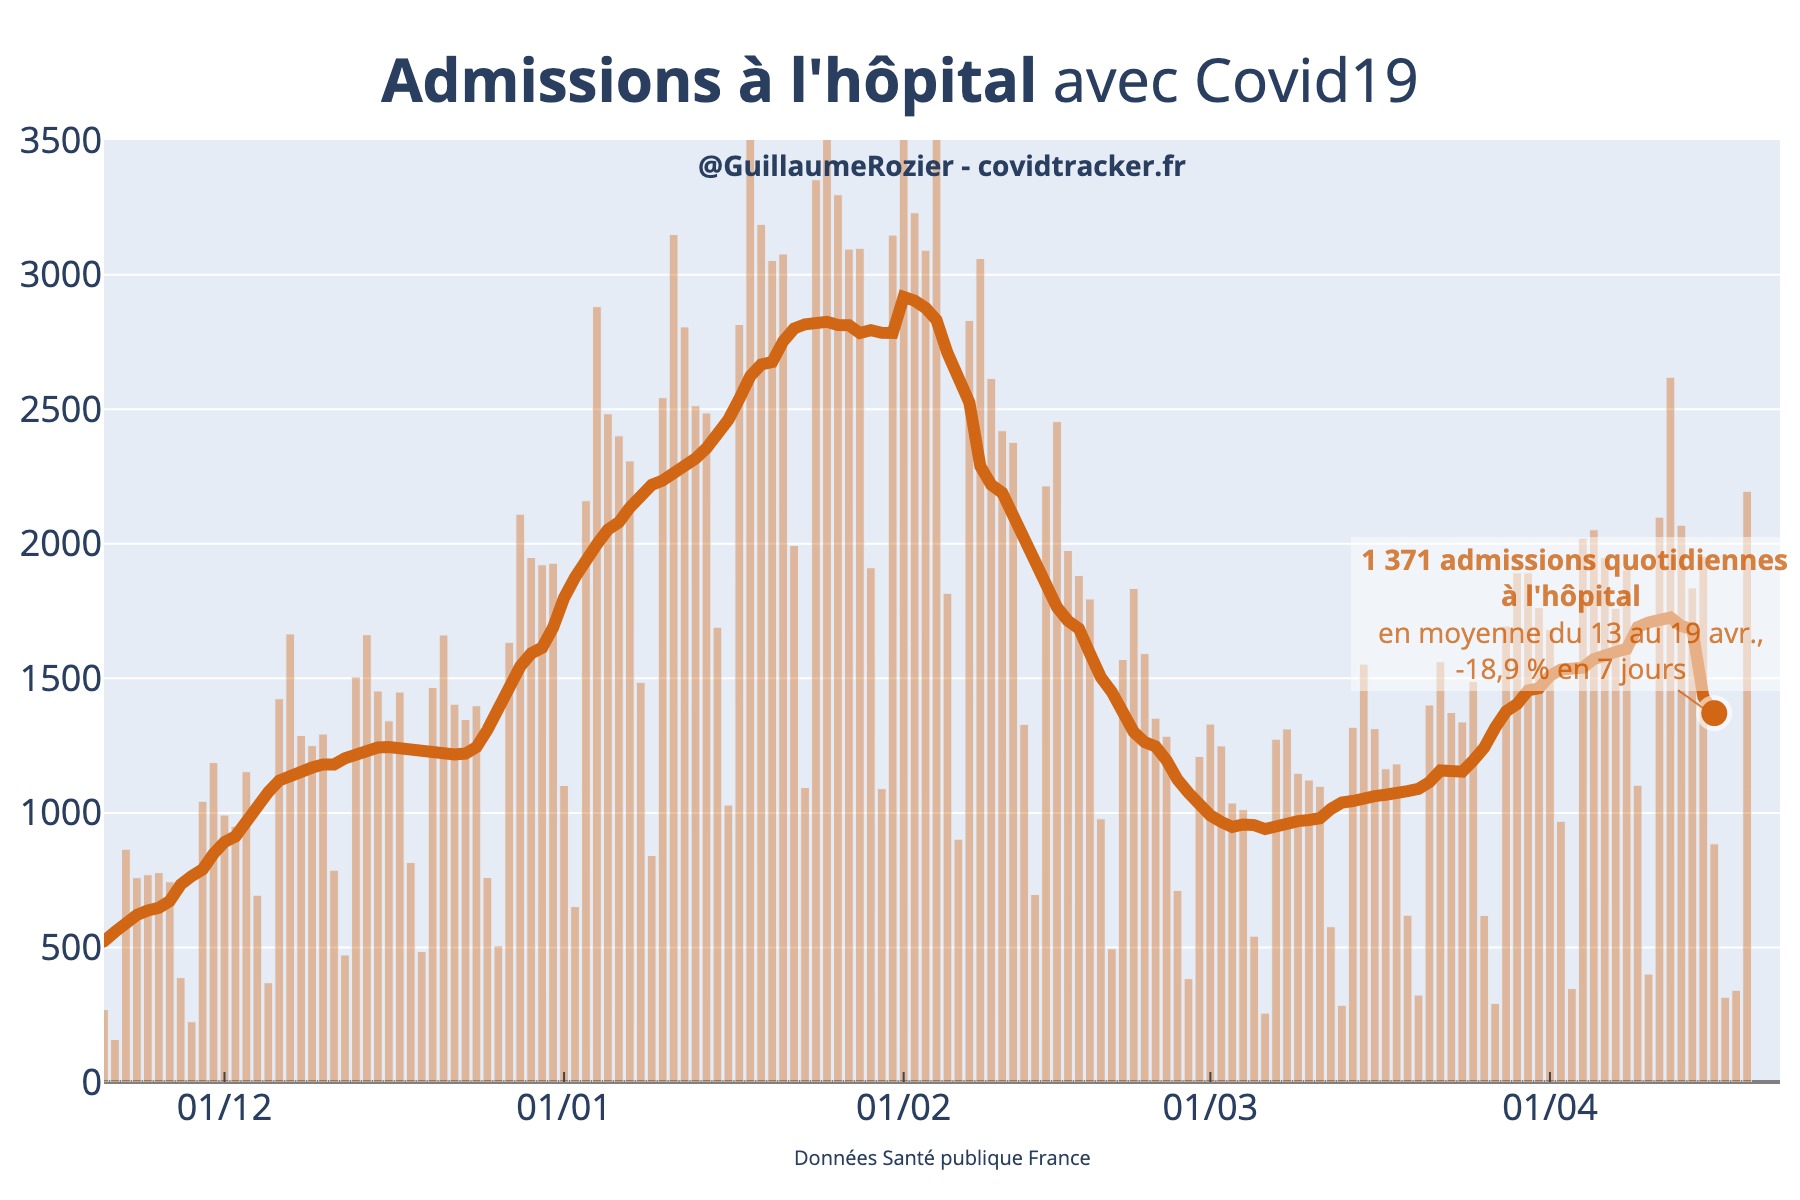 Admissions à l'hôpital avec Covid19
@GuillaumeRozier - covidtracker.fr
3500
3000
2500
2000
1500
1000
500
0
1 371 admissions quotidiennes
à l'hôpital
en moyenne du 13 au 19 avr.,
-18,9 % en 7 jours
01/12 01/01 01/02 01/03 01/04
Données Santé publique France